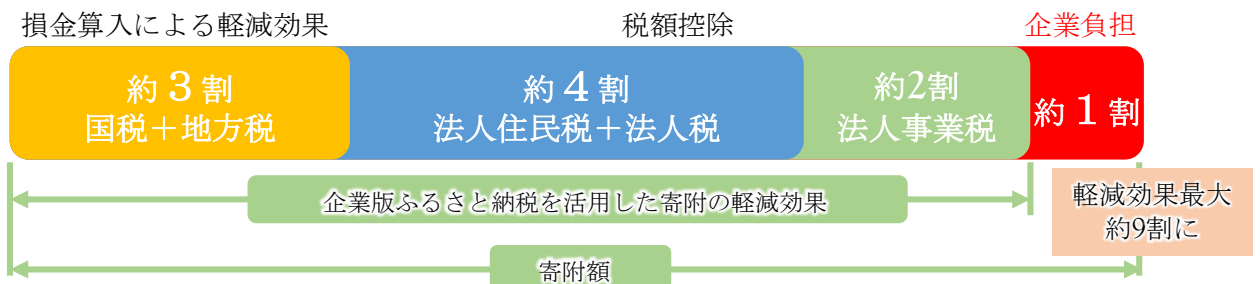 損金算入による軽減効果
税額控除
企業負担
約３割
国税＋地方税
約４割
法人住民税＋法人税
約2割
法人事業税
約１割
企業版ふるさと納税を活用した寄附の軽減効果
軽減効果最大
約9割に
寄附額